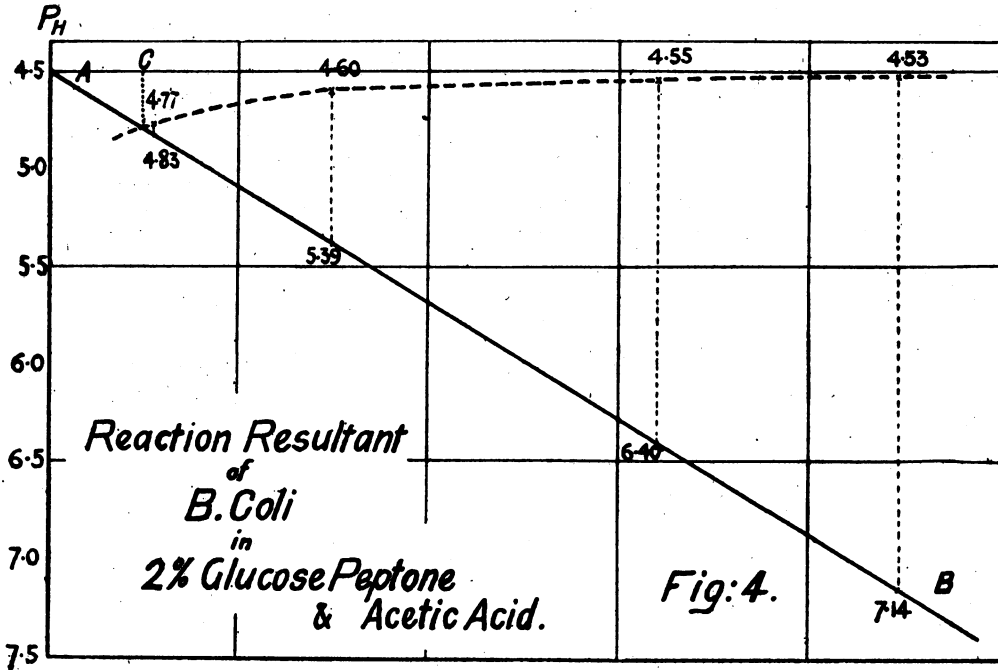 PH
4.5
A
C
4.60
4.55
4.53
4.77
4.83
5.0
5.39
5.5
6.0
6.40
6.5
7.0
7.14
B
7.5
Reaction Resultant
of
B. Coli
in
2% Glucose Peptone
& Acetic Acid.
Fig: 4.